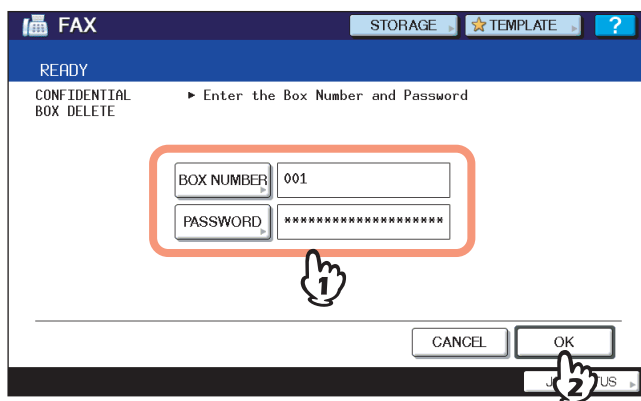 FAX STORAGE TEMPLATE ?
READY
CONFIDENTIAL ► Enter the Box Number and Password
BOX DELETE
BOX NUMBER 001
PASSWORD ********************
1
CANCEL OK
2